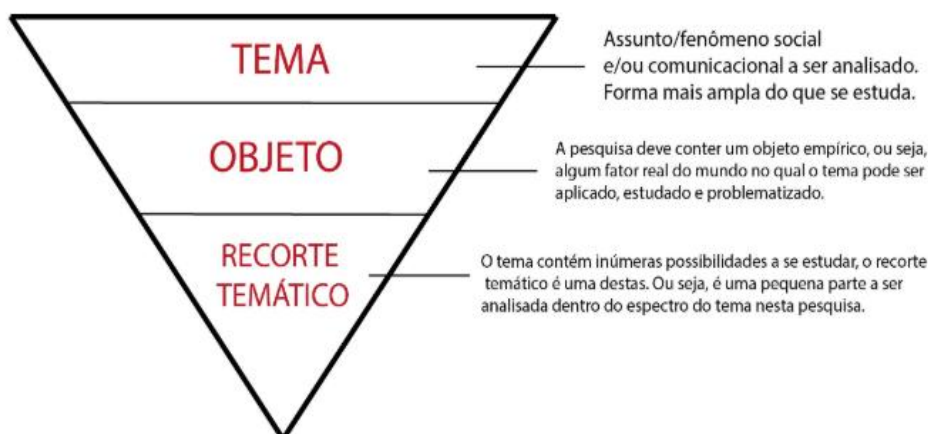 TEMA
Assunto/fenômeno social
e/ou comunicacional a ser analisado.
Forma mais ampla do que se estuda.
OBJETO
A pesquisa deve conter um objeto empírico, ou seja,
algum fator real do mundo no qual o tema pode ser
aplicado, estudado e problematizado.
RECORTE
TEMÁTICO
O tema contém inúmeras possibilidades a se estudar, o recorte
temático é uma destas. Ou seja, é uma pequena parte a ser
analisada dentro do espectro do tema nesta pesquisa.